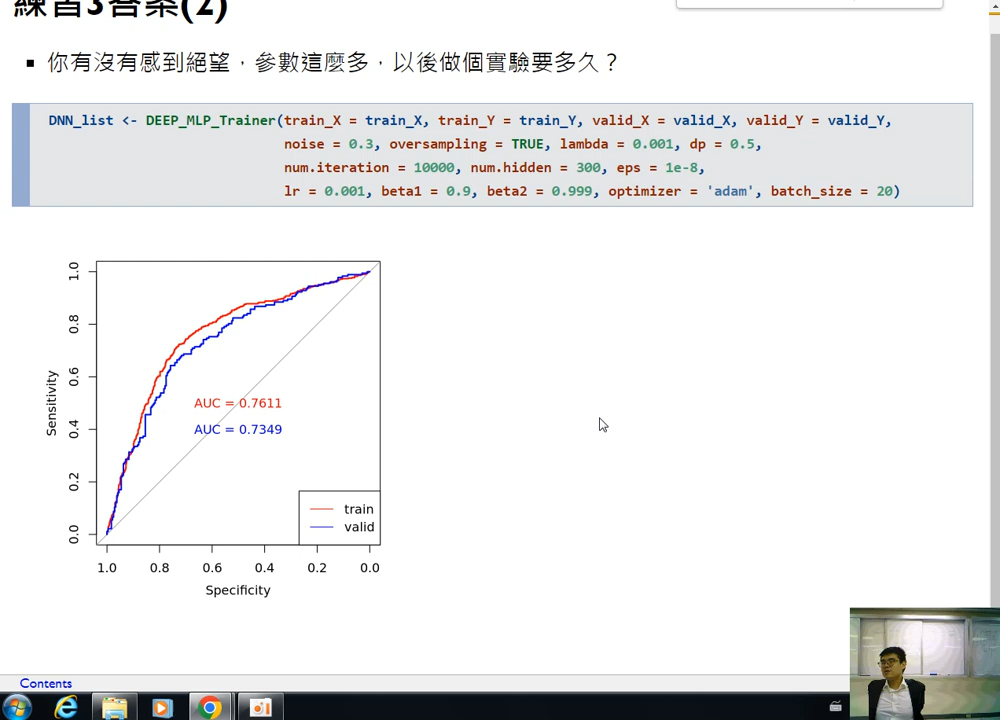 練習3答案(2)
你有沒有感到絕望，參數這麼多，以後做個實驗要多久？
DNN_list <- DEEP_MLP_Trainer(train_X = train_X, train_Y = train_Y, valid_X = valid_X, valid_Y = valid_Y,
noise = 0.3, oversampling = TRUE, lambda = 0.001, dp = 0.5,
num.iteration = 10000, num.hidden = 300, eps = 1e-8,
lr = 0.001, beta1 = 0.9, beta2 = 0.999, optimizer = 'adam', batch_size = 20)
1.0
0.8
0.6
0.4
0.2
0.0
Sensitivity
AUC = 0.7611
AUC = 0.7349
train
valid
1.0 0.8 0.6 0.4 0.2 0.0
Specificity
Contents